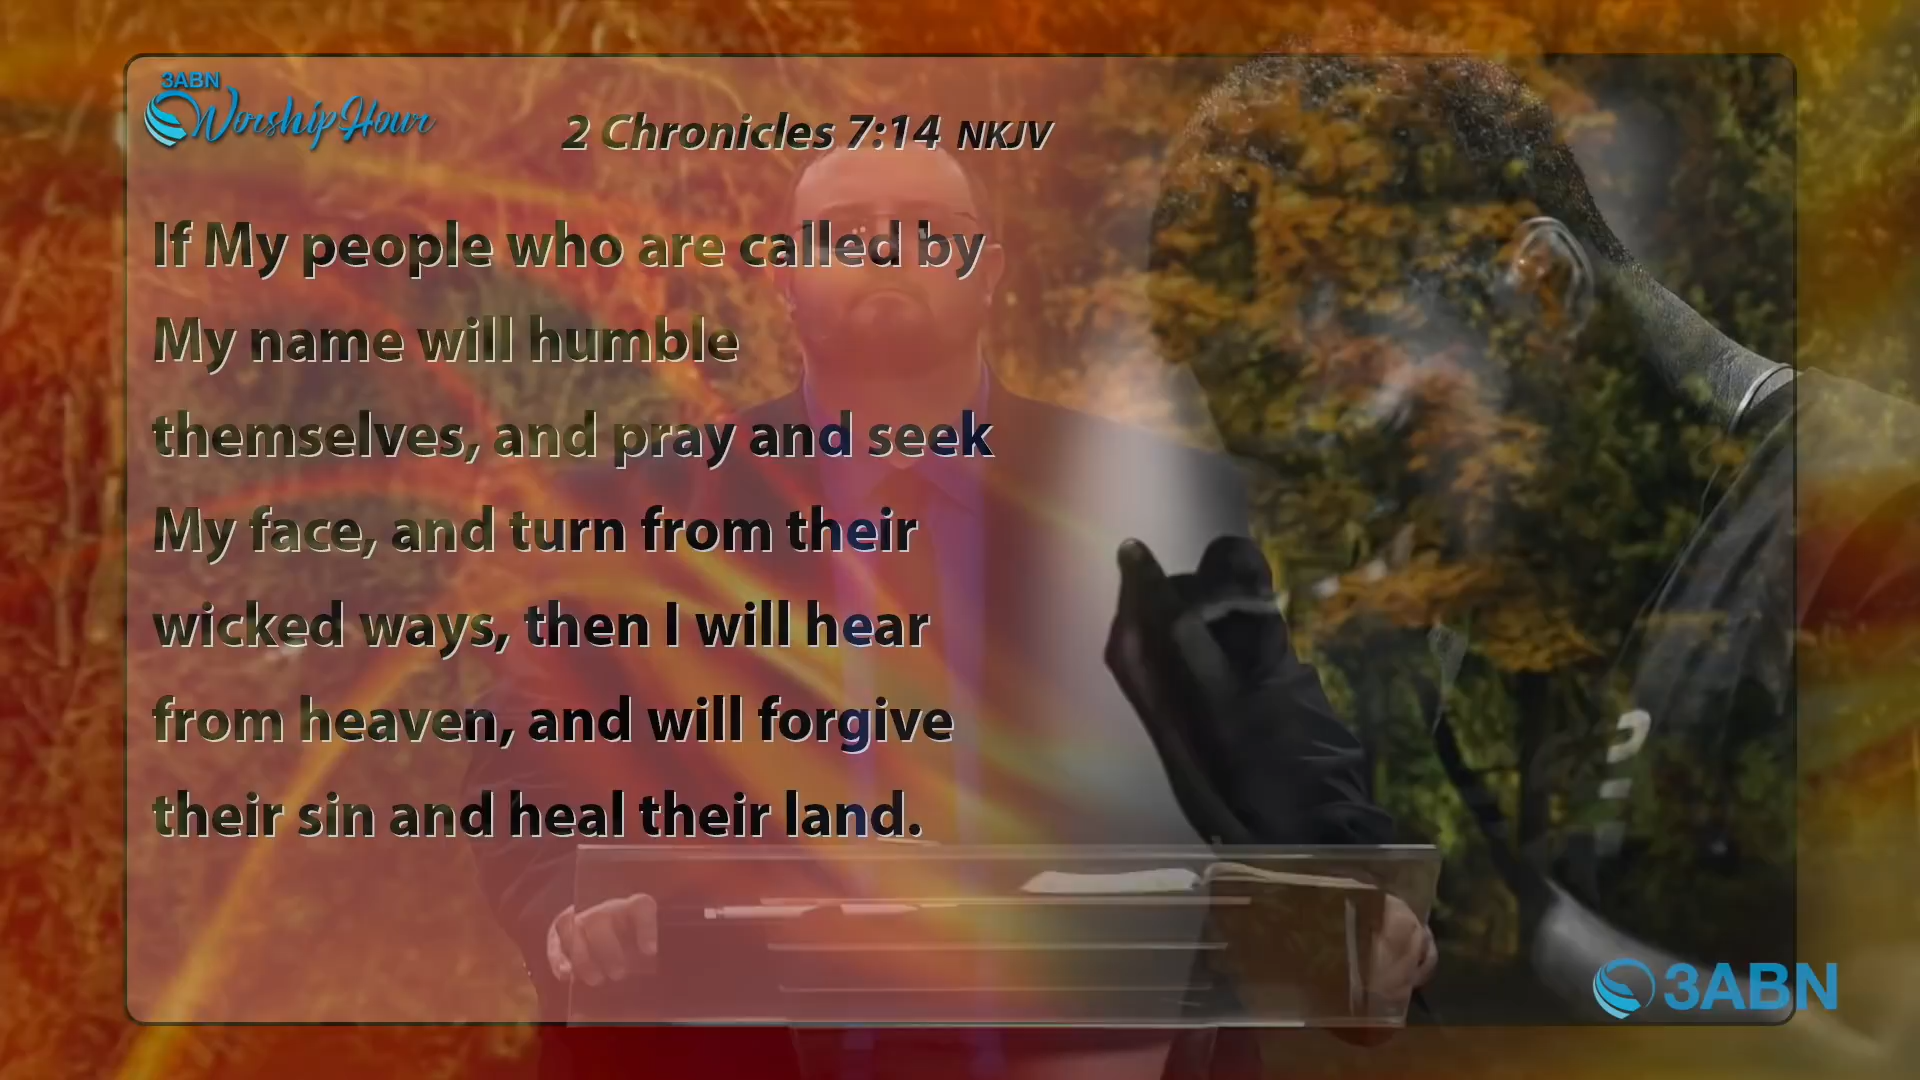 3ABN
Worship Hour
2 Chronicles 7:14 NKJV
If My people who are called by
My name will humble
themselves, and pray and seek
My face, and turn from their
wicked ways, then I will hear
from heaven, and will forgive
their sin and heal their land.
3ABN